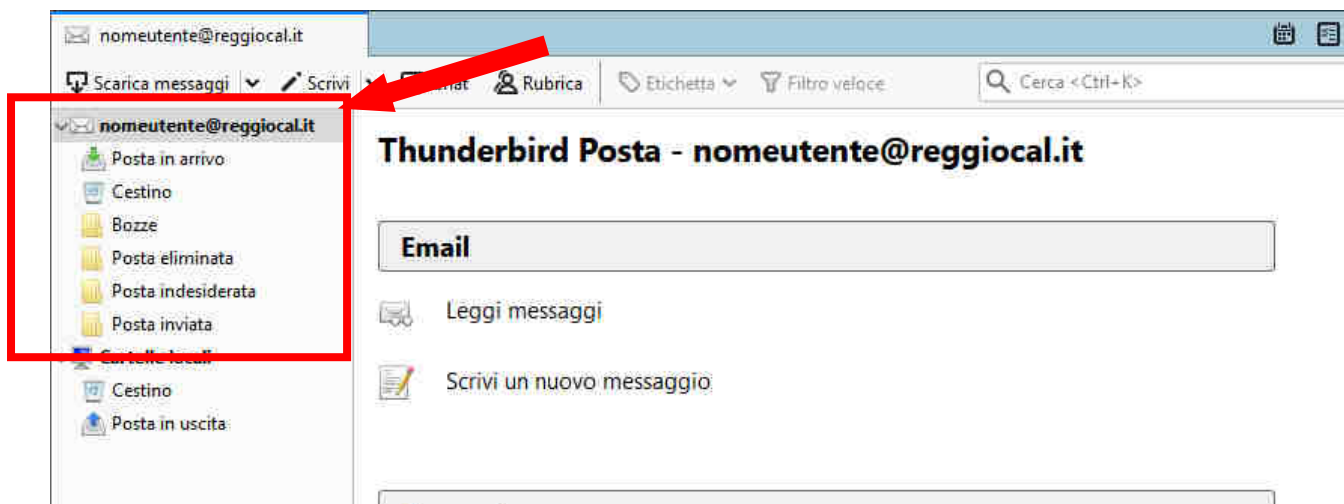 nomeutente@reggiocal.it
Scarica messaggi Scrivi Rubrica Etichetta Filtro veloce Cerca <Ctrl+K>
nomeutente@reggiocal.it
Posta in arrivo
Cestino
Bozze
Posta eliminata
Posta indesiderata
Posta inviata
Cartelle locali
Cestino
Posta in uscita
Thunderbird Posta - nomeutente@reggiocal.it
Email
Leggi messaggi
Scrivi un nuovo messaggio